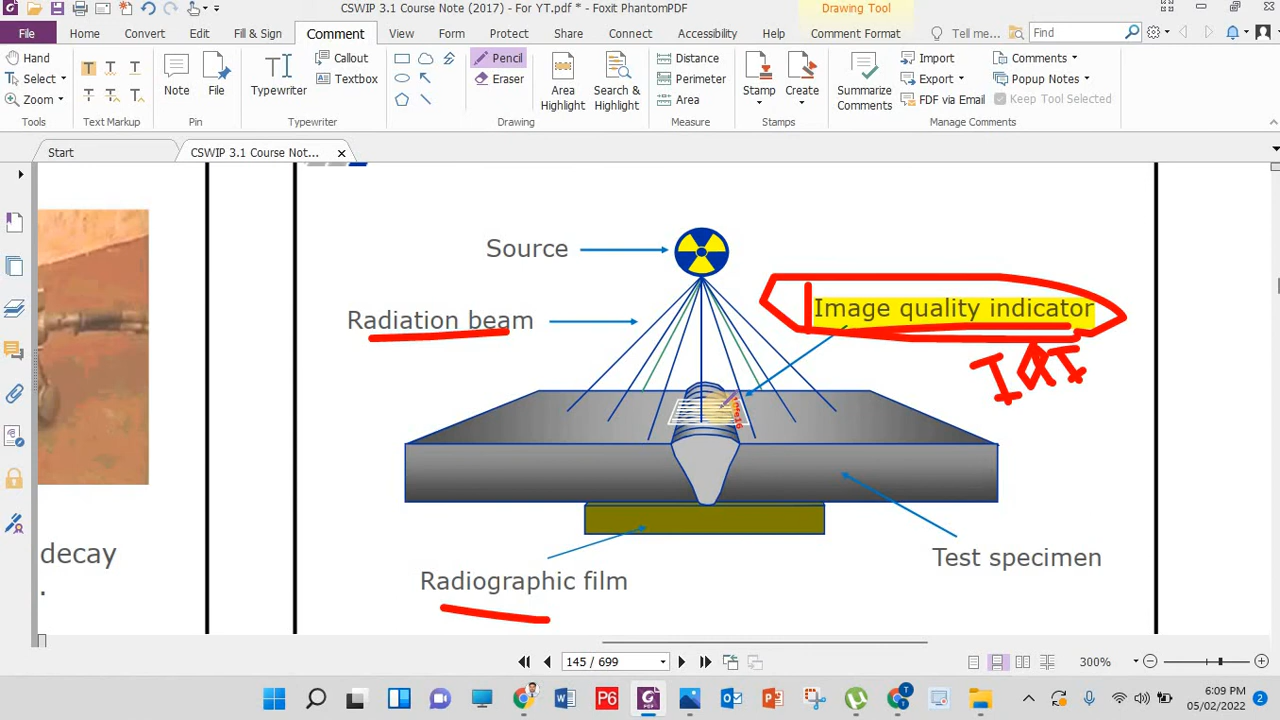 CSWIP 3.1 Course Note (2017) - For YT.pdf * - Foxit PhantomPDF
Drawing Tool
File Home Convert Edit Fill & Sign Comment View Form Protect Share Connect Accessibility Help Comment Format Tell me... Find
Hand
Select
Zoom
Tools
Text Markup
Note
File
Pin
Typewriter
Callout
Textbox
Typewriter
Pencil
Eraser
Area Highlight
Search & Highlight
Drawing
Distance
Perimeter
Area
Measure
Stamp
Create
Stamps
Summarize Comments
Import
Export
FDF via Email
Comments
Popup Notes
Keep Tool Selected
Manage Comments
Start
CSWIP 3.1 Course Not...
Source
Image quality indicator
Radiation beam
IQI
Test specimen
decay
.
Radiographic film
145 / 699
300%
P6
6:09 PM
05/02/2022
2